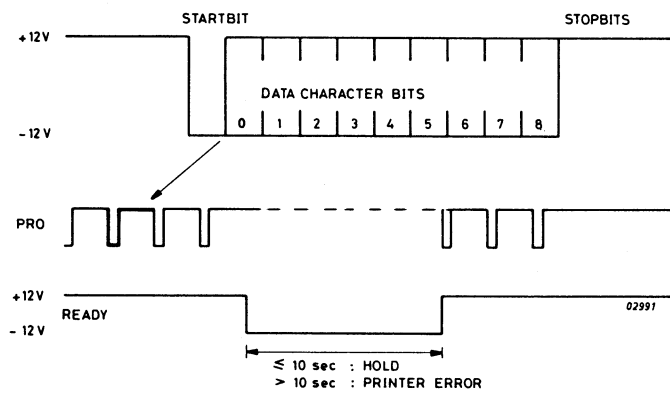 STARTBIT STOPBITS
+12V
DATA CHARACTER BITS
0 1 2 3 4 5 6 7 8
-12V
PRO
+12V
READY
02991
-12V
≤ 10 sec : HOLD
> 10 sec : PRINTER ERROR